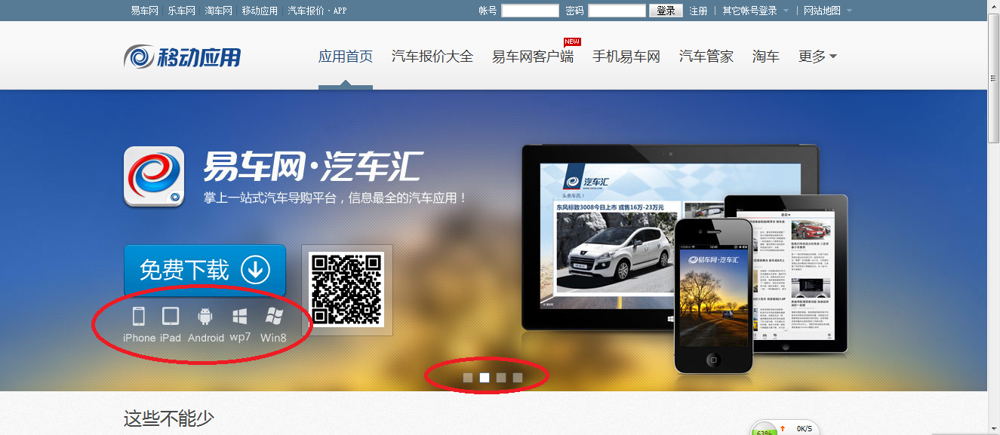 易车网 乐车网 淘车网 移动应用 汽车报价·APP 帐号 密码 登录 注册 其它帐号登录 网站地图
移动应用
应用首页 汽车报价大全 易车网客户端 NEW 手机易车网 汽车管家 淘车 更多
易车网·汽车汇
掌上一站式汽车导购平台，信息最全的汽车应用！
免费下载
iPhone iPad Android wp7 Win8
汽车汇
头条车讯
东风标致3008今日上市 或售16万-23万元
易车网·汽车汇
这些不能少
63% 0K/S